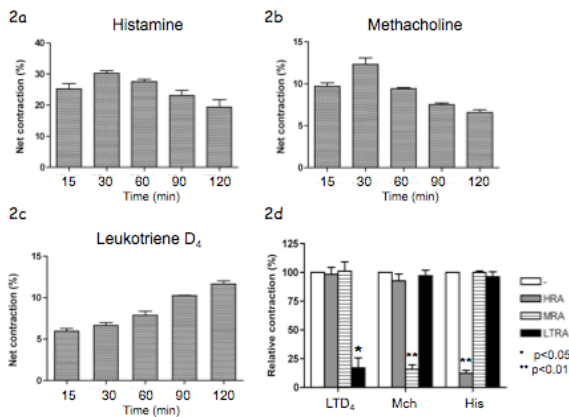 2a
Histamine
Net contraction (%)
40
30
20
10
0
15 30 60 90 120
Time (min)
2b
Methacholine
Net contraction (%)
15
10
5
0
15 30 60 90 120
Time (min)
2c
Leukotriene D4
Net contraction (%)
15
10
5
0
15 30 60 90 120
Time (min)
2d
Relative contraction (%)
125
100
75
50
25
0
*
**
**
LTD4 Mch His
-
HRA
MRA
LTRA
* p<0.05
** p<0.01